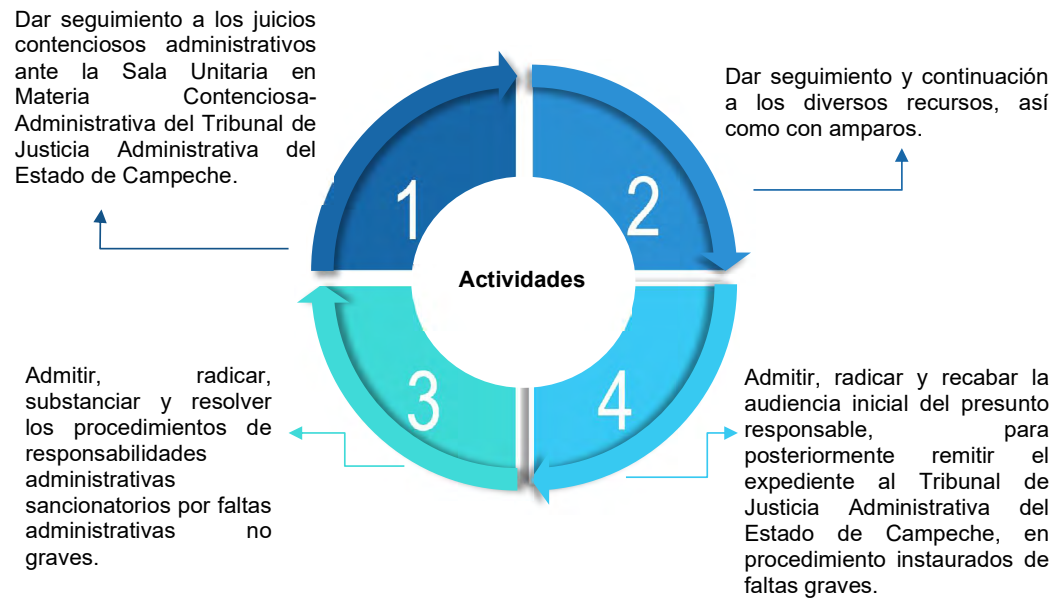 Dar seguimiento a los juicios
contenciosos administrativos
ante la Sala Unitaria en
Materia Contenciosa-
Administrativa del Tribunal de
Justicia Administrativa del
Estado de Campeche.
1
2
Dar seguimiento y continuación
a los diversos recursos, así
como con amparos.
Actividades
3
Admitir, radicar,
substanciar y resolver
los procedimientos de
responsabilidades
administrativas
sancionatorios por faltas
administrativas no
graves.
4
Admitir, radicar y recabar la
audiencia inicial del presunto
responsable, para
posteriormente remitir el
expediente al Tribunal de
Justicia Administrativa del
Estado de Campeche, en
procedimiento instaurados de
faltas graves.